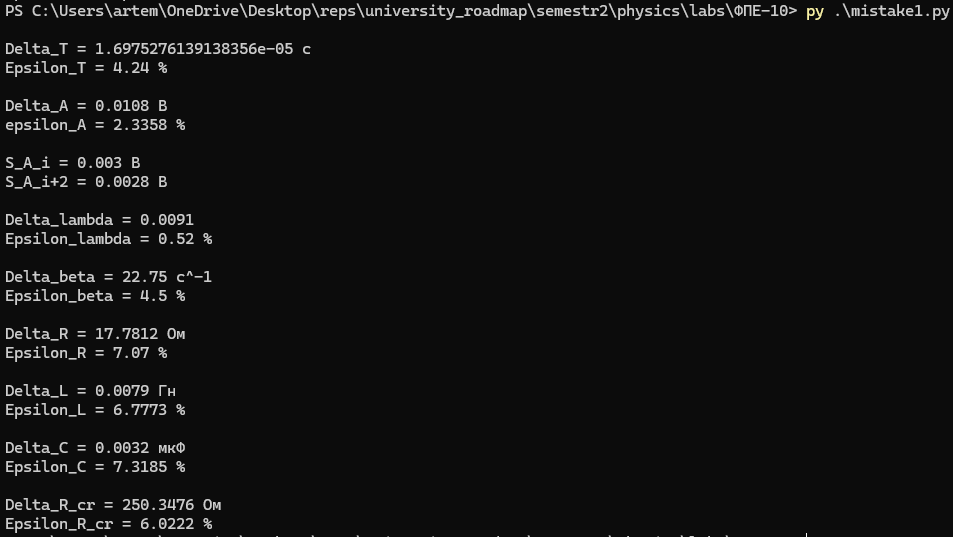 PS C:\Users\artem\OneDrive\Desktop\reps\university_roadmap\semestr2\physics\labs\ФПЕ-10> py .\mistake1.py
Delta_T = 1.6975276139138356e-05 c
Epsilon_T = 4.24 %
Delta_A = 0.0108 В
epsilon_A = 2.3358 %
S_A_i = 0.003 В
S_A_i+2 = 0.0028 В
Delta_lambda = 0.0091
Epsilon_lambda = 0.52 %
Delta_beta = 22.75 c^-1
Epsilon_beta = 4.5 %
Delta_R = 17.7812 Ом
Epsilon_R = 7.07 %
Delta_L = 0.0079 Гн
Epsilon_L = 6.7773 %
Delta_C = 0.0032 мкФ
Epsilon_C = 7.3185 %
Delta_R_cr = 250.3476 Ом
Epsilon_R_cr = 6.0222 %